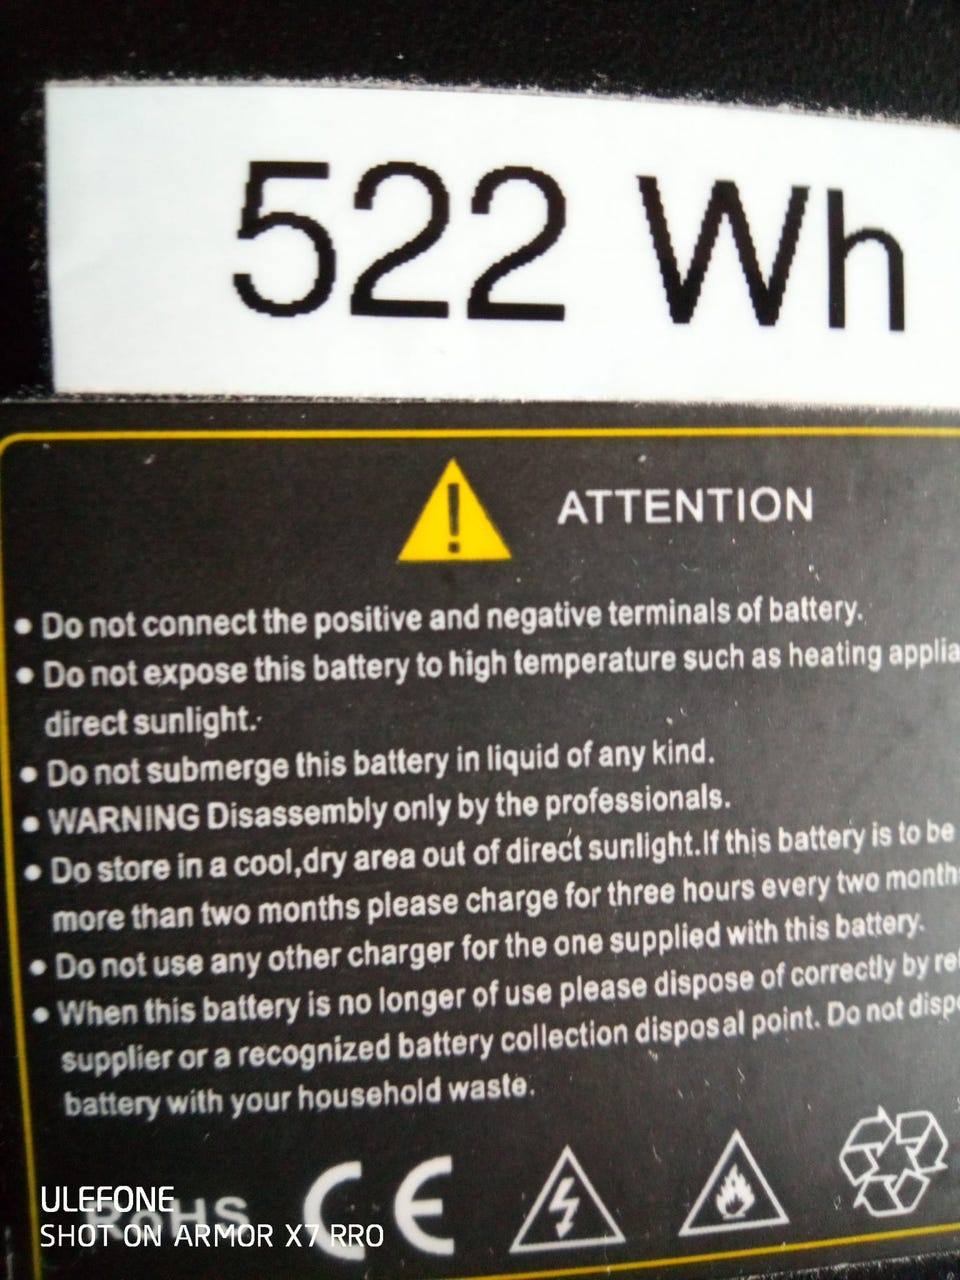 522 Wh
ATTENTION
• Do not connect the positive and negative terminals of battery.
• Do not expose this battery to high temperature such as heating
direct sunlight.
• Do not submerge this battery in liquid of any kind.
• WARNING Disassembly only by the professionals.
• Do store in a cool,dry area out of direct sunlight.If this battery is to be
more than two months please charge for three hours every two month
• Do not use any other charger for the one supplied with this battery.
• When this battery is no longer of use please dispose of correctly by
supplier or a recognized battery collection disposal point. Do not
battery with your household waste.
RoHS CE
ULEFONE
SHOT ON ARMOR X7 RRO